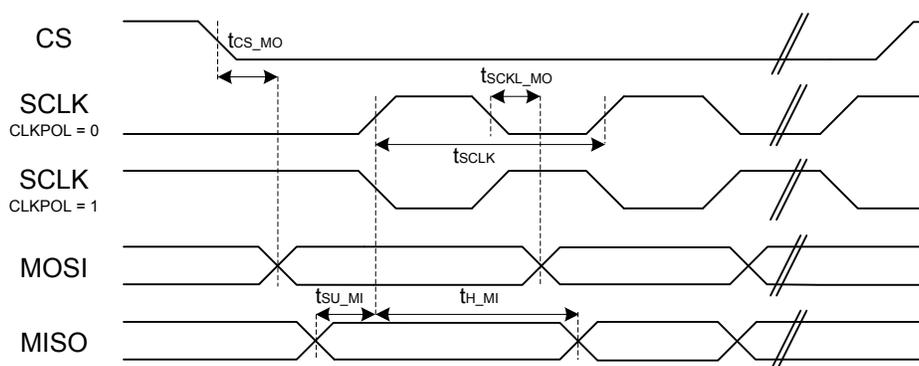 CS
tCS_MO
tSCKL_MO
SCLK
CLKPOL = 0
tSCLK
SCLK
CLKPOL = 1
MOSI
tSU_MI
tH_MI
MISO